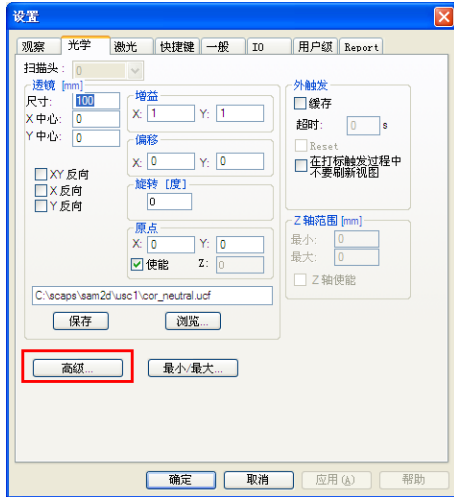 设置
观察 光学 激光 快捷键 一般 IO 用户级 Report
扫描头: 0
透镜 [mm]
尺寸: 100
X中心: 0
Y中心: 0
XY反向
X反向
Y反向
增益
X: 1 Y: 1
偏移
X: 0 Y: 0
旋转 [度]
0
原点
X: 0 Y: 0
使能 Z: 0
C:\scaps\sam2d\usc1\cor_neutral.ucf
保存 浏览...
外触发
缓存
超时: 0 s
Reset
在打标触发过程中
不要刷新视图
Z轴范围 [mm]
最小: 0
最大: 0
Z轴使能
高级... 最小/最大...
确定 取消 应用(A) 帮助